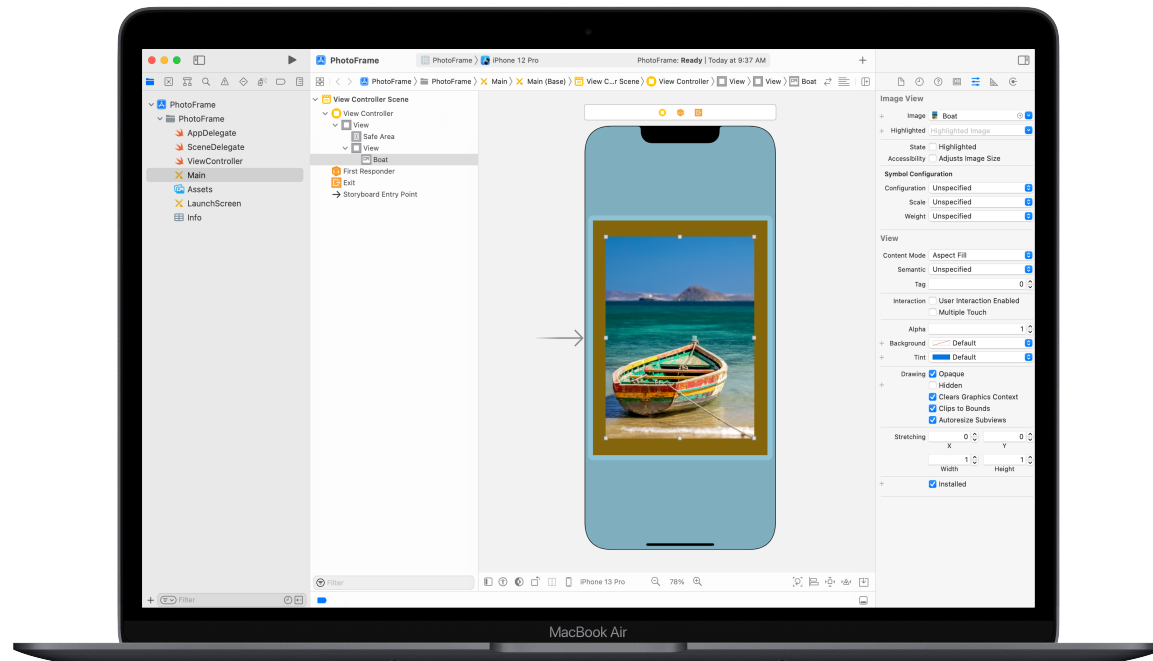 PhotoFrame
PhotoFrame
iPhone 12 Pro
PhotoFrame: Ready | Today at 9:37 AM
PhotoFrame
PhotoFrame
Main
Main (Base)
View C...r Scene
View Controller
View
View
Boat
PhotoFrame
PhotoFrame
AppDelegate
SceneDelegate
ViewController
Main
Assets
LaunchScreen
Info
Filter
View Controller Scene
View Controller
View
Safe Area
View
Boat
First Responder
Exit
Storyboard Entry Point
Filter
iPhone 13 Pro
78%
Image View
Image Boat
Highlighted Highlighted Image
State Highlighted
Accessibility Adjusts Image Size
Symbol Configuration
Configuration Unspecified
Scale Unspecified
Weight Unspecified
View
Content Mode Aspect Fill
Semantic Unspecified
Tag 0
Interaction User Interaction Enabled
Multiple Touch
Alpha 1
Background Default
Tint Default
Drawing Opaque
Hidden
Clears Graphics Context
Clips to Bounds
Autoresize Subviews
Stretching 0 0
X Y
1 1
Width Height
Installed
MacBook Air